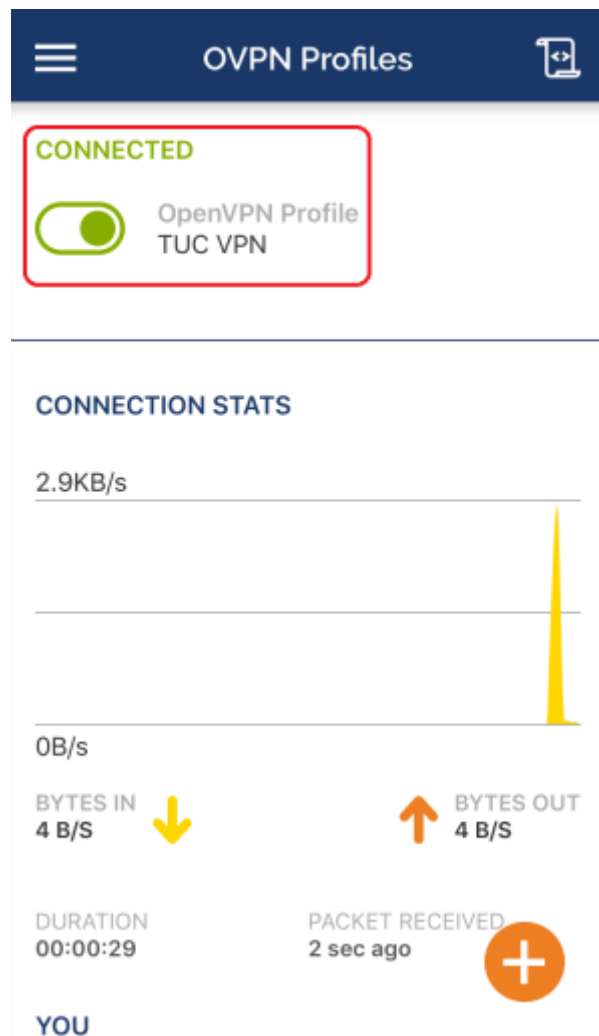 OVPN Profiles
CONNECTED
OpenVPN Profile
TUC VPN
CONNECTION STATS
2.9KB/s
0B/s
BYTES IN
4 B/S
BYTES OUT
4 B/S
DURATION
00:00:29
PACKET RECEIVED
2 sec ago
YOU